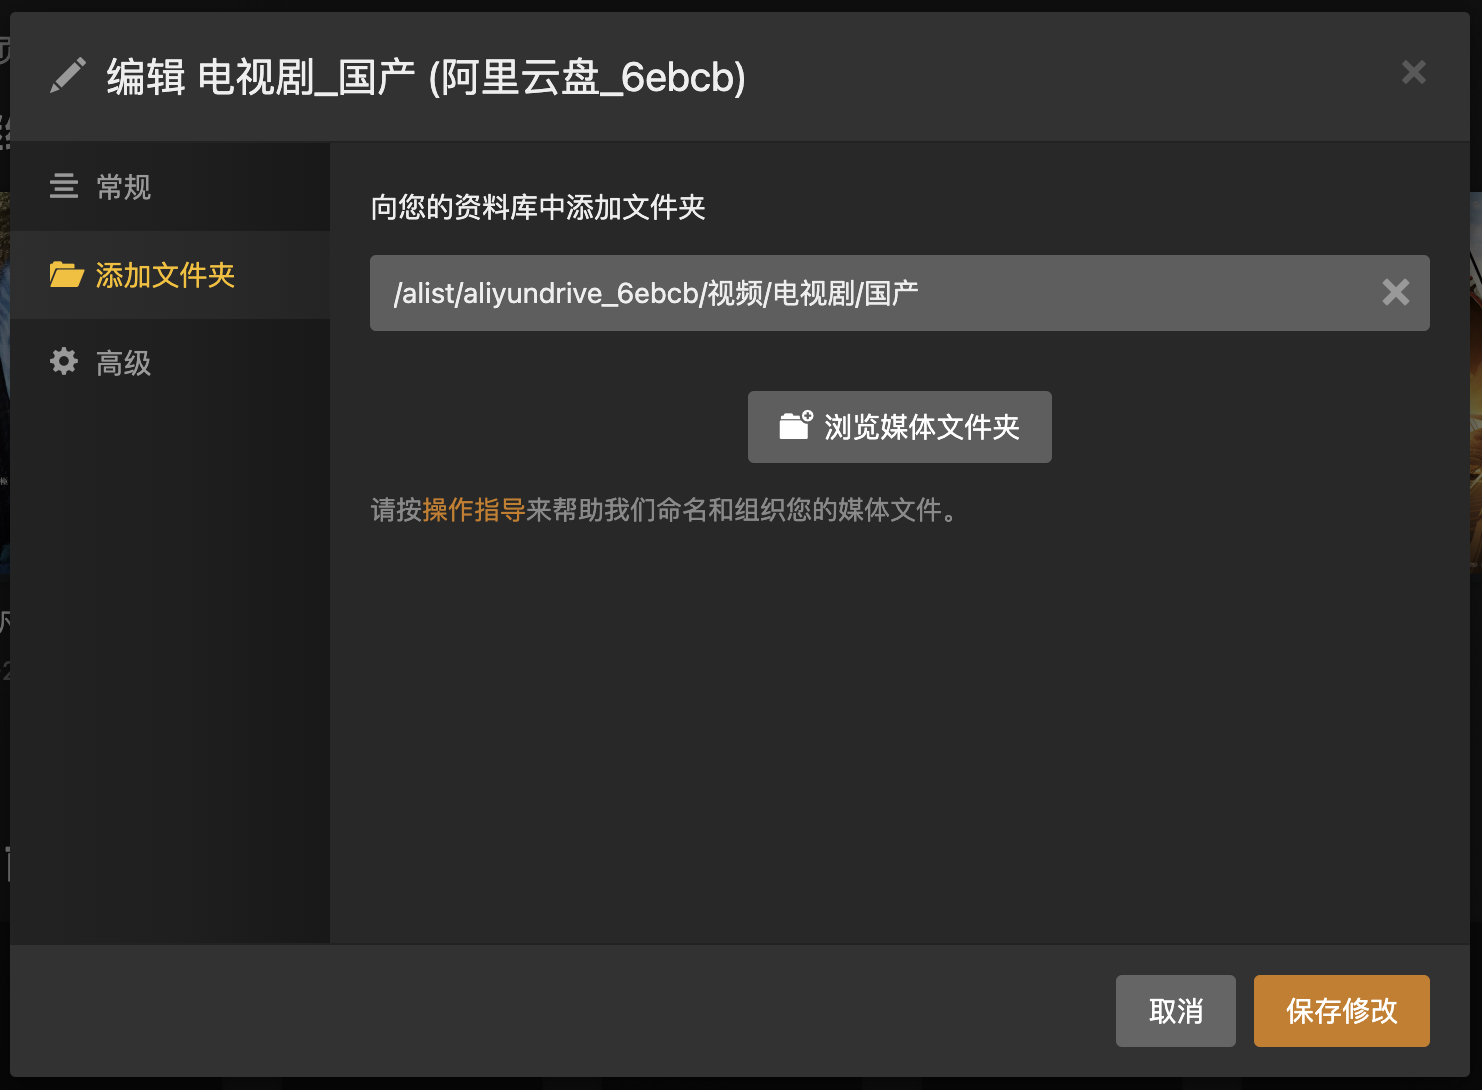 编辑 电视剧_国产 (阿里云盘_6ebcb)
常规
添加文件夹
高级
向您的资料库中添加文件夹
/alist/aliyundrive_6ebcb/视频/电视剧/国产
浏览媒体文件夹
请按操作指导来帮助我们命名和组织您的媒体文件。
取消
保存修改